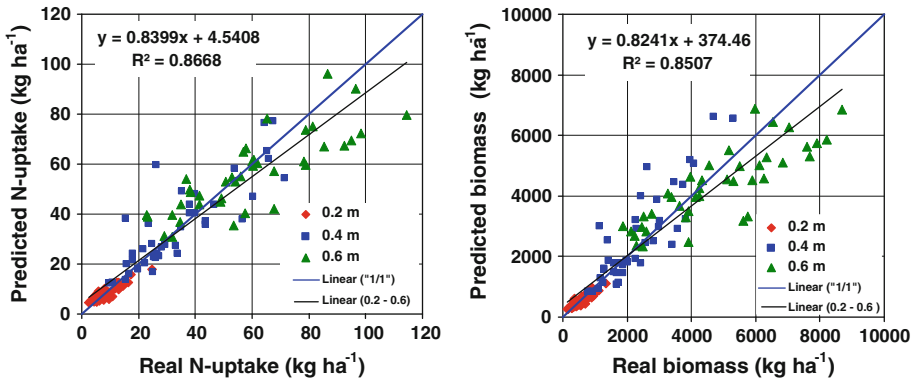 120
100
80
60
40
20
0
0 20 40 60 80 100 120
Predicted N-uptake (kg ha⁻¹)
Real N-uptake (kg ha⁻¹)
y = 0.8399x + 4.5408
R² = 0.8668
0.2 m
0.4 m
0.6 m
Linear ("1/1")
Linear (0.2 - 0.6)
10000
8000
6000
4000
2000
0
0 2000 4000 6000 8000 10000
Predicted biomass (kg ha⁻¹)
Real biomass (kg ha⁻¹)
y = 0.8241x + 374.46
R² = 0.8507
0.2 m
0.4 m
0.6 m
Linear ("1/1")
Linear (0.2 - 0.6 )